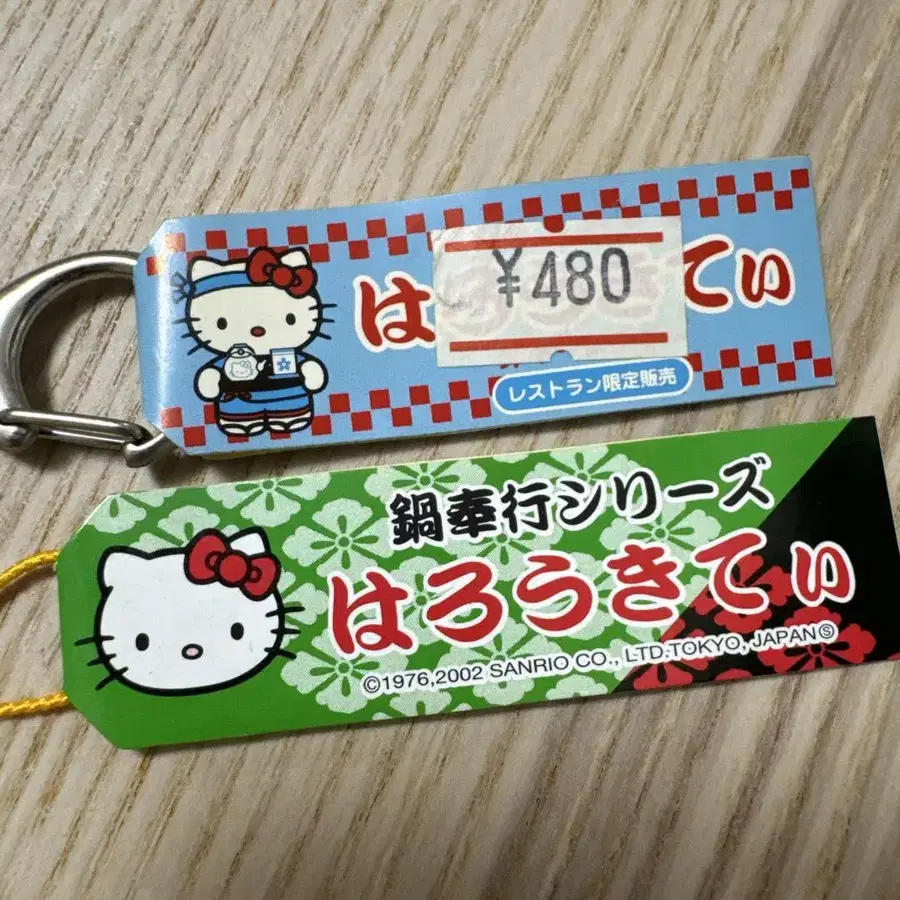 は
¥480
てぃ
レストラン限定販売
鍋奉行シリーズ
はろうきてぃ
©1976,2002 SANRIO CO., LTD.TOKYO, JAPAN Ⓢ